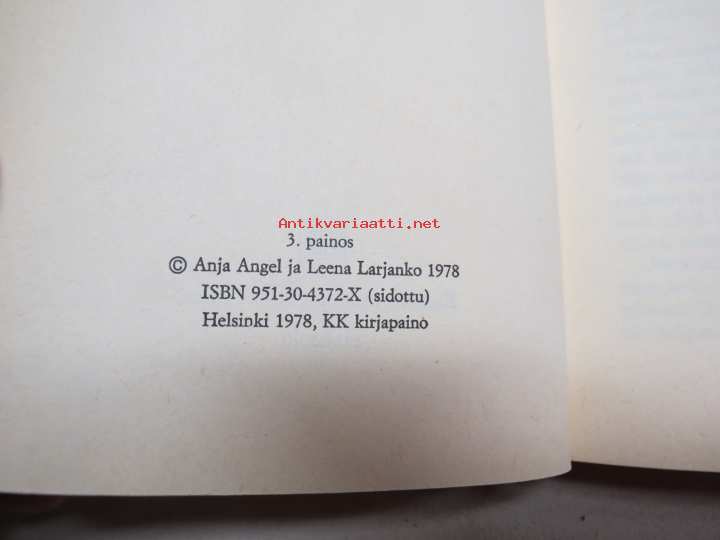 Antikvariaatti.net
3. painos
© Anja Angel ja Leena Larjanko 1978
ISBN 951-30-4372-X (sidottu)
Helsinki 1978, KK kirjapaino